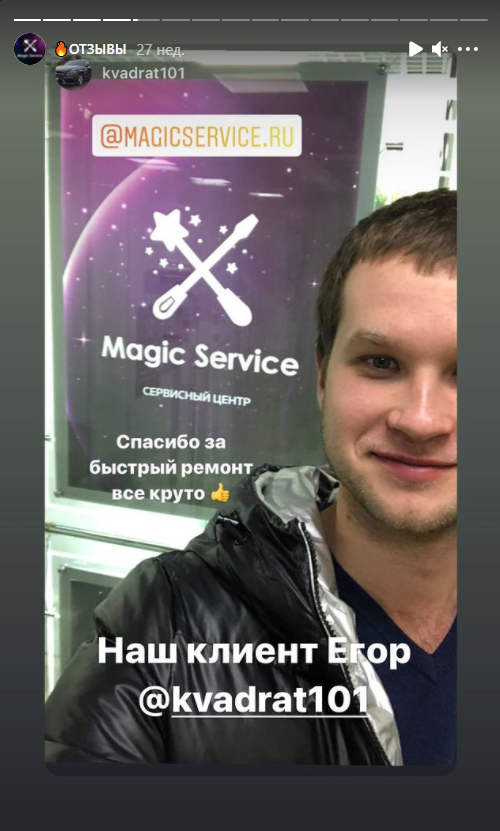 🔥ОТЗЫВЫ 27 нед.
kvadrat101
@MAGICSERVICE.RU
Magic Service
СЕРВИСНЫЙ ЦЕНТР
Спасибо за
быстрый ремонт
все круто 👍
Наш клиент Егор
@kvadrat101